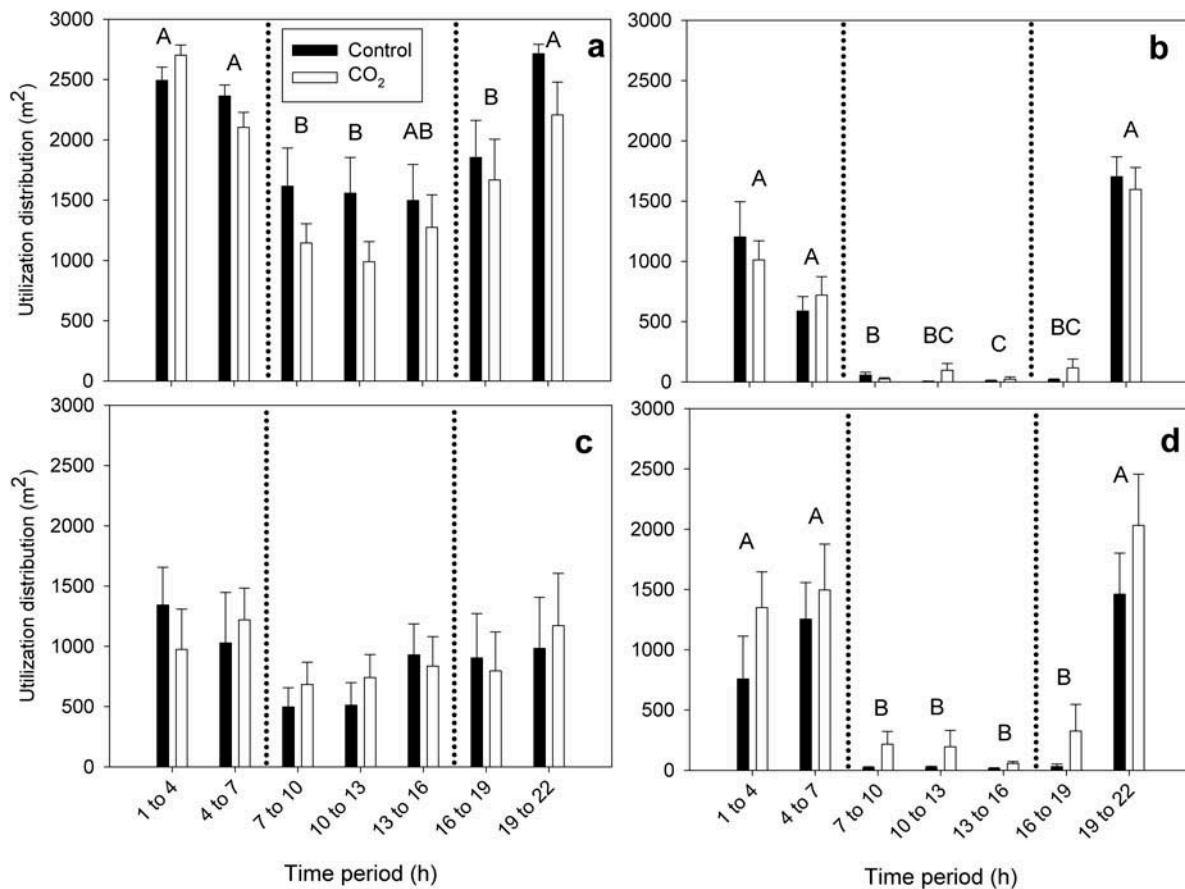 3000
2500
2000
1500
1000
500
0
Utilization distribution (m²)
A
A
B
B
AB
B
A
Control
CO₂
a
3000
2500
2000
1500
1000
500
0
A
A
B
BC
C
BC
A
b
3000
2500
2000
1500
1000
500
0
Utilization distribution (m²)
c
1 to 4
4 to 7
7 to 10
10 to 13
13 to 16
16 to 19
19 to 22
Time period (h)
3000
2500
2000
1500
1000
500
0
A
A
B
B
B
B
A
d
1 to 4
4 to 7
7 to 10
10 to 13
13 to 16
16 to 19
19 to 22
Time period (h)